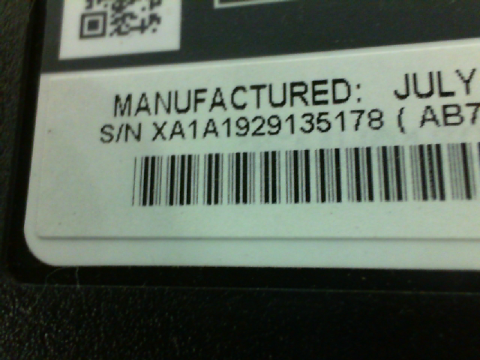 MANUFACTURED: JULY
S/N XA1A1929135178 ( AB7